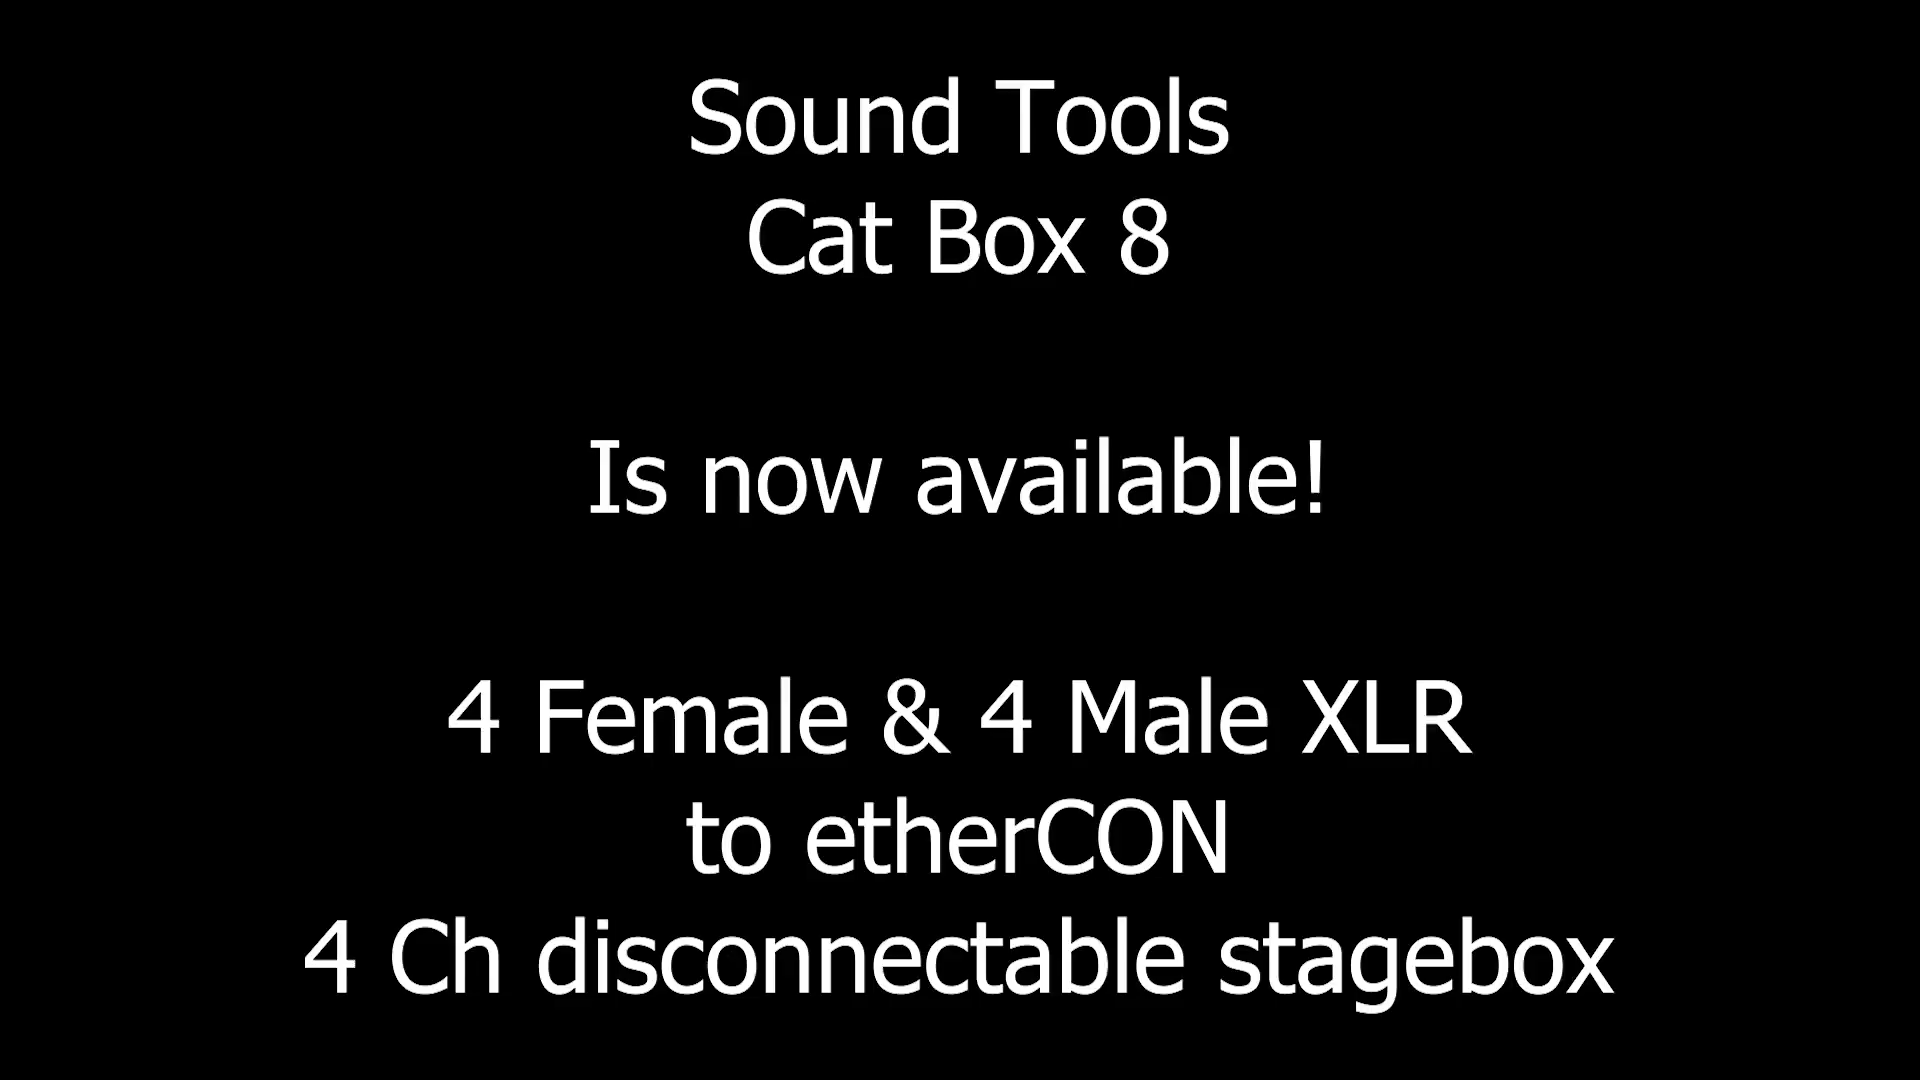 Sound Tools
Cat Box 8
Is now available!
4 Female & 4 Male XLR
to etherCON
4 Ch disconnectable stagebox